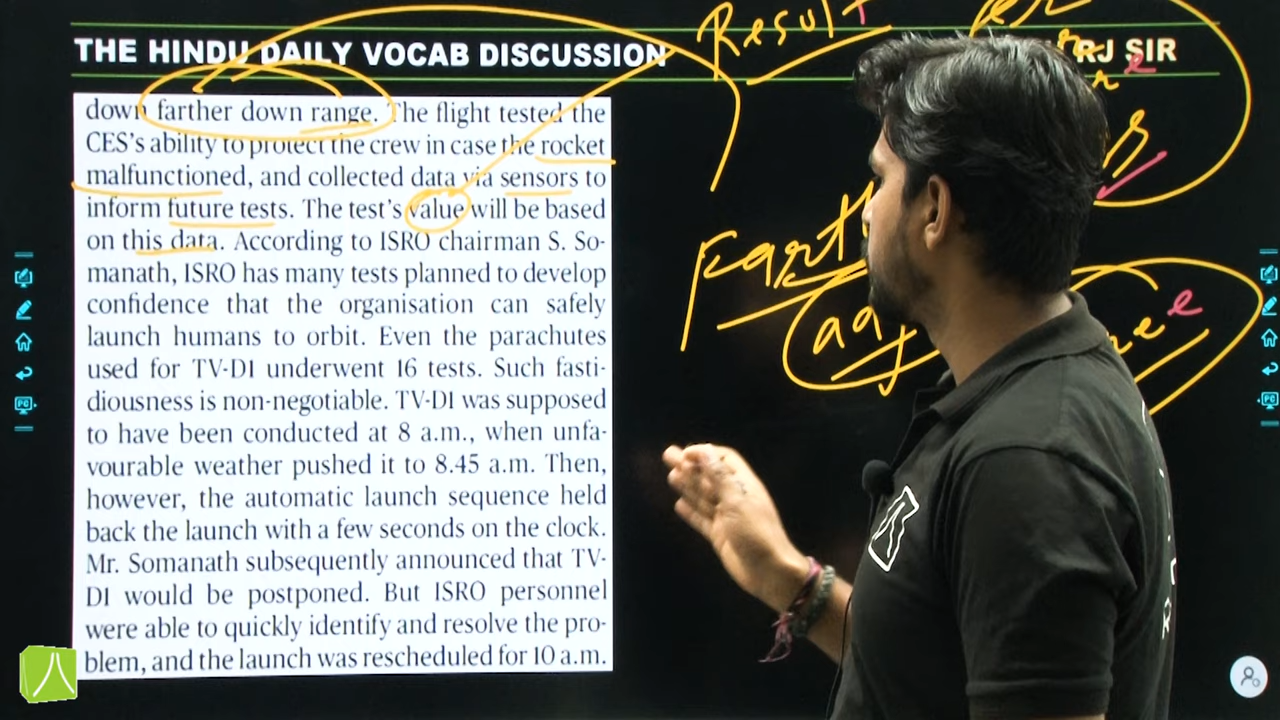 THE HINDU DAILY VOCAB DISCUSSION
RJ SIR
Result
down farther down range. The flight tested the
CES's ability to protect the crew in case the rocket
malfunctioned, and collected data via sensors to
inform future tests. The test's value will be based
on this data. According to ISRO chairman S. So-
manath, ISRO has many tests planned to develop
confidence that the organisation can safely
launch humans to orbit. Even the parachutes
used for TV-D1 underwent 16 tests. Such fasti-
diousness is non-negotiable. TV-D1 was supposed
to have been conducted at 8 a.m., when unfa-
vourable weather pushed it to 8.45 a.m. Then,
however, the automatic launch sequence held
back the launch with a few seconds on the clock.
Mr. Somanath subsequently announced that TV-
D1 would be postponed. But ISRO personnel
were able to quickly identify and resolve the pro-
blem, and the launch was rescheduled for 10 a.m.
adj
PC
PC